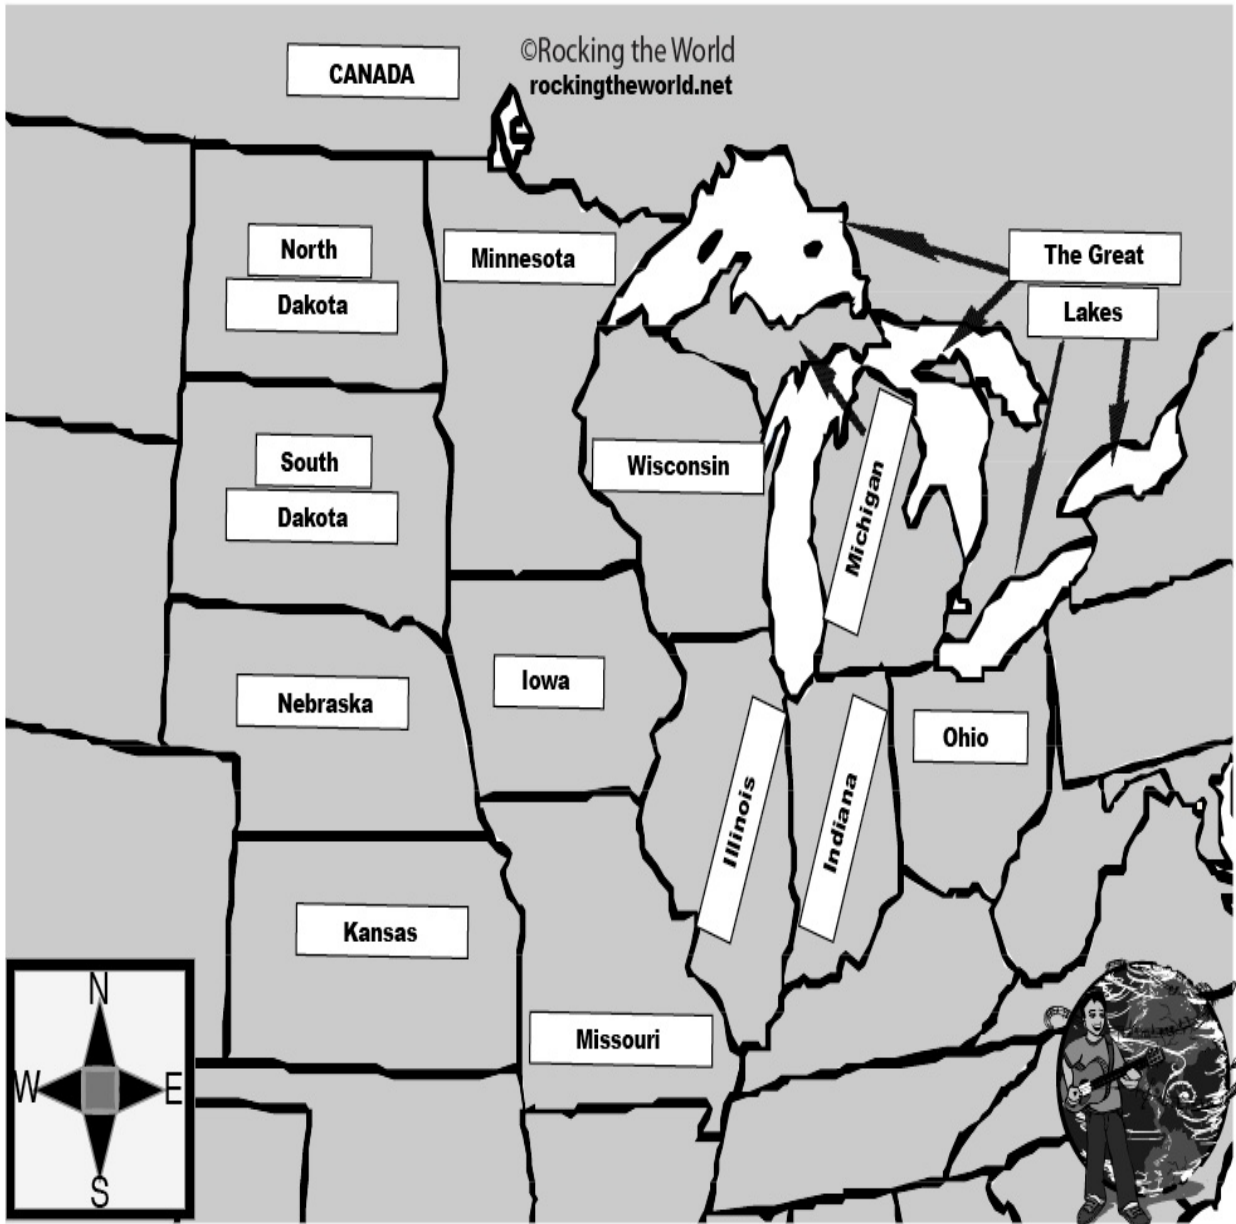 ©Rocking the World
rockingtheworld.net
CANADA
North
Dakota
Minnesota
The Great
Lakes
South
Dakota
Wisconsin
Michigan
Nebraska
Iowa
Illinois
Indiana
Ohio
Kansas
Missouri
N
W
E
S